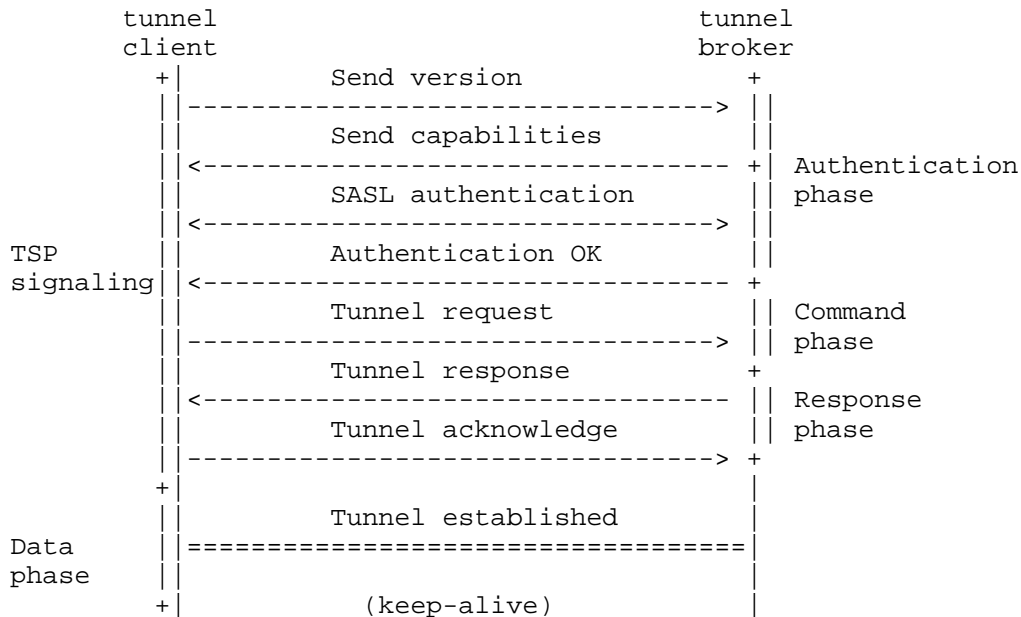 tunnel                              tunnel
       client                              broker
         +|         Send version              +
         ||---------------------------------> ||
         ||         Send capabilities         ||
         ||<--------------------------------- +| Authentication
         ||         SASL authentication       || phase
         ||<--------------------------------> ||
TSP      ||         Authentication OK         ||
signaling||<--------------------------------- +
         ||         Tunnel request            || Command
         ||---------------------------------> || phase
         ||         Tunnel response           +
         ||<--------------------------------- || Response
         ||         Tunnel acknowledge        || phase
         ||---------------------------------> +
         +|                                   |
         ||         Tunnel established        |
Data     ||===================================|
phase    ||                                   |
         +|           (keep-alive)            |